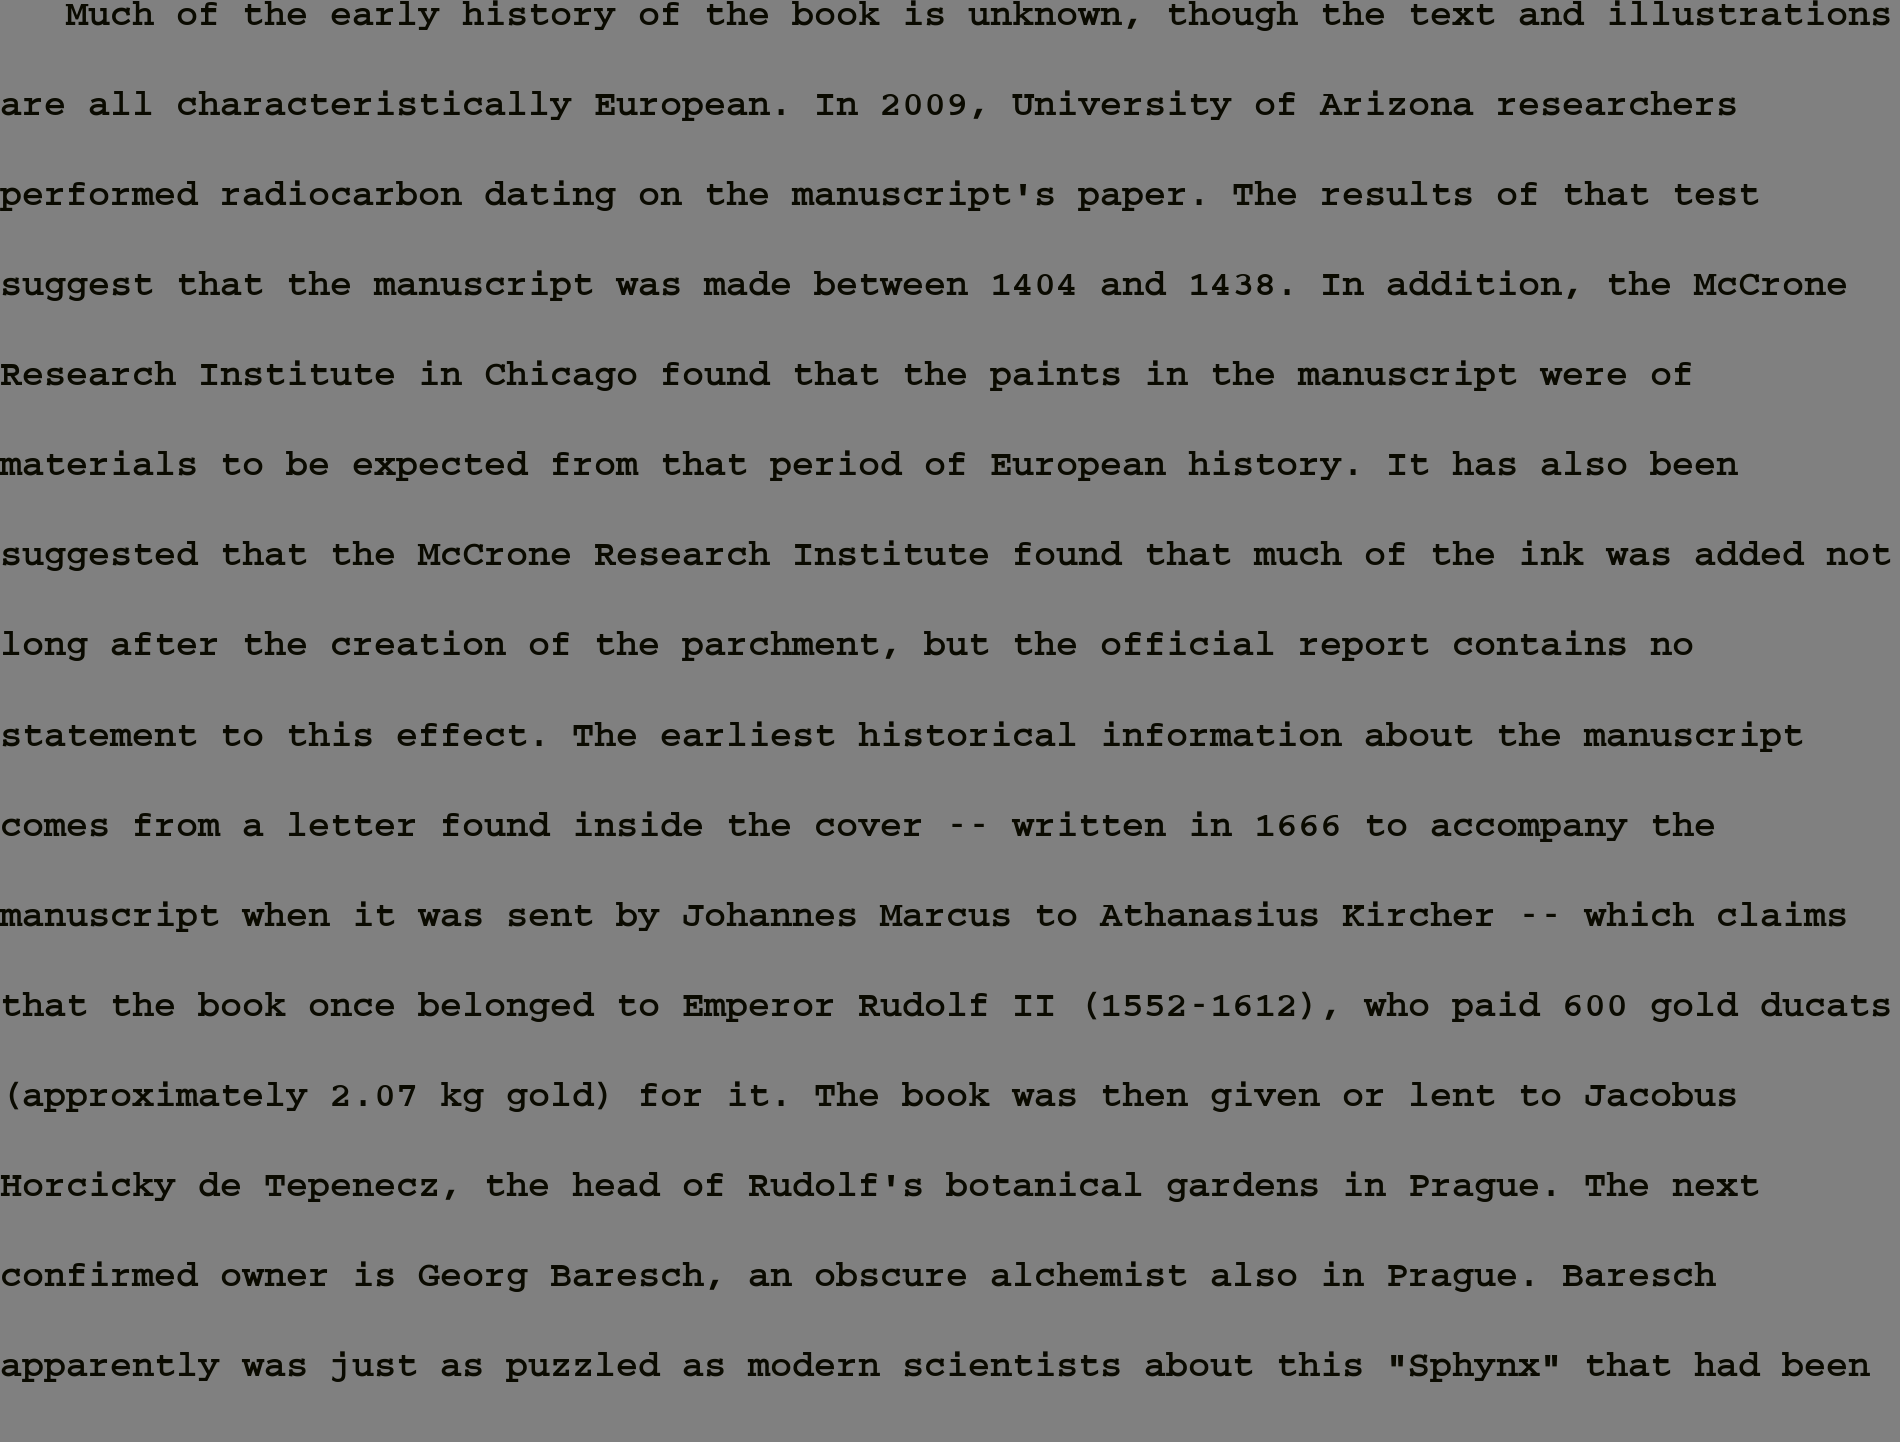 Much of the early history of the book is unknown, though the text and illustrations
are all characteristically European. In 2009, University of Arizona researchers
performed radiocarbon dating on the manuscript's paper. The results of that test
suggest that the manuscript was made between 1404 and 1438. In addition, the McCrone
Research Institute in Chicago found that the paints in the manuscript were of
materials to be expected from that period of European history. It has also been
suggested that the McCrone Research Institute found that much of the ink was added not
long after the creation of the parchment, but the official report contains no
statement to this effect. The earliest historical information about the manuscript
comes from a letter found inside the cover -- written in 1666 to accompany the
manuscript when it was sent by Johannes Marcus to Athanasius Kircher -- which claims
that the book once belonged to Emperor Rudolf II (1552-1612), who paid 600 gold ducats
(approximately 2.07 kg gold) for it. The book was then given or lent to Jacobus
Horcicky de Tepenecz, the head of Rudolf's botanical gardens in Prague. The next
confirmed owner is Georg Baresch, an obscure alchemist also in Prague. Baresch
apparently was just as puzzled as modern scientists about this "Sphynx" that had been